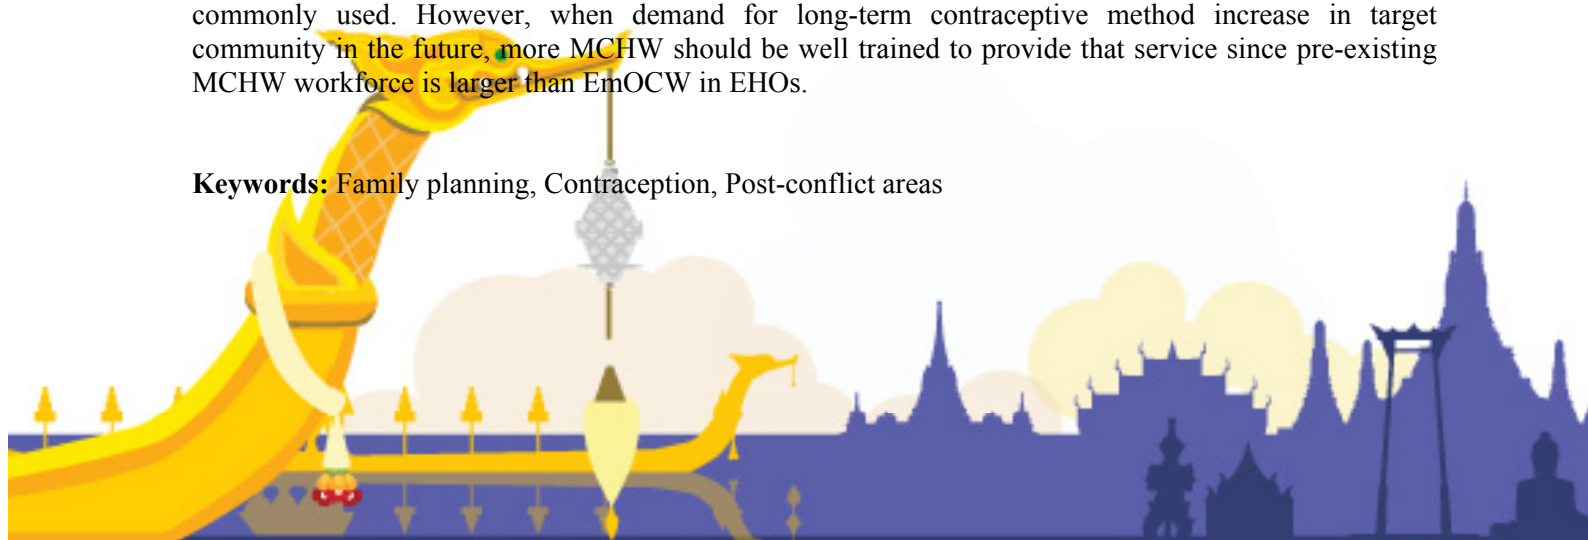 commonly used. However, when demand for long-term contraceptive method increase in target
community in the future, more MCHW should be well trained to provide that service since pre-existing
MCHW workforce is larger than EmOCW in EHOs.
Keywords: Family planning, Contraception, Post-conflict areas